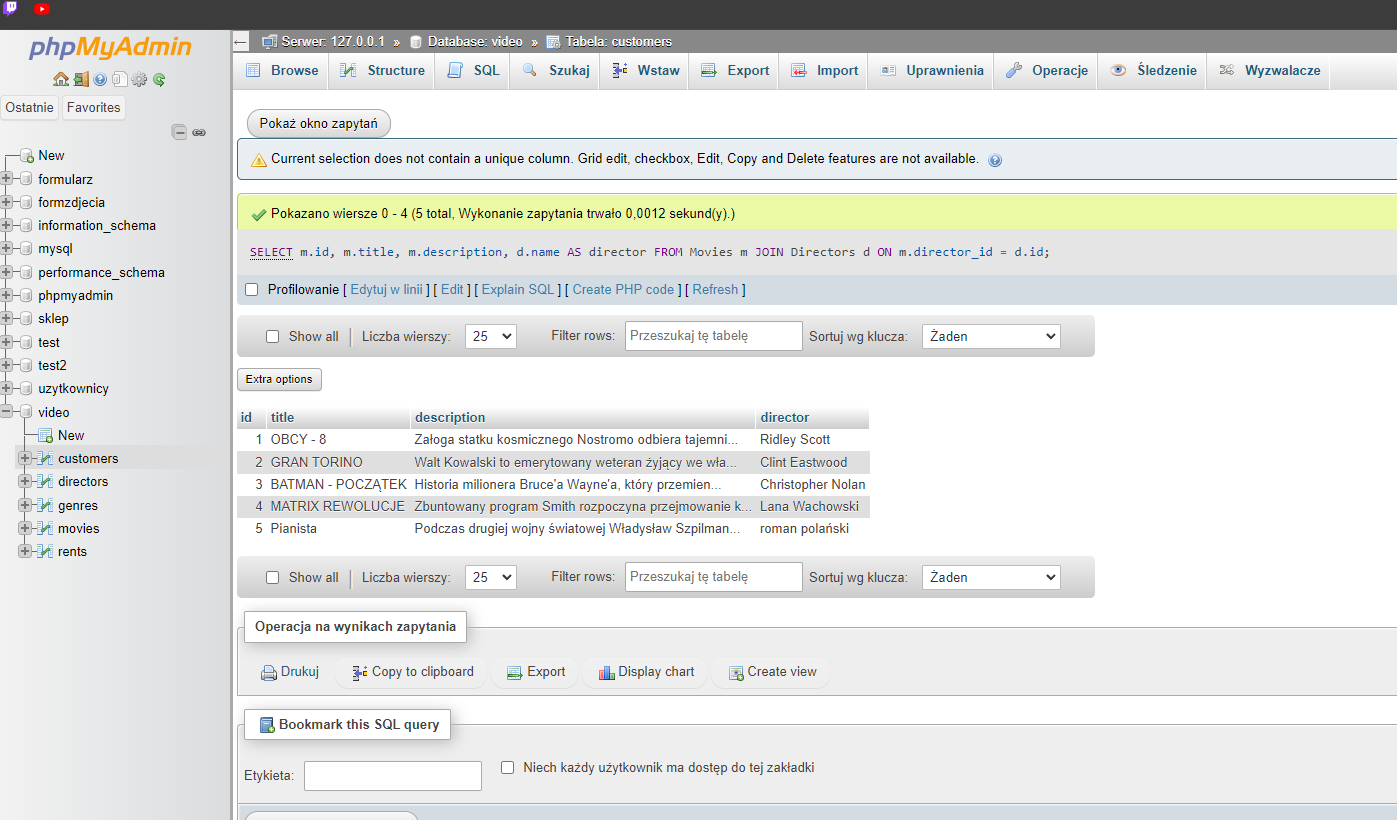 phpMyAdmin
Ostatnie
Favorites
New
formularz
formzdjecia
information_schema
mysql
performance_schema
phpmyadmin
sklep
test
test2
uzytkownicy
video
New
customers
directors
genres
movies
rents
Serwer: 127.0.0.1 » Database: video » Tabela: customers
Browse Structure SQL Szukaj Wstaw Export Import Uprawnienia Operacje Śledzenie Wyzwalacze
Pokaż okno zapytań
Current selection does not contain a unique column. Grid edit, checkbox, Edit, Copy and Delete features are not available.
Pokazano wiersze 0 - 4 (5 total, Wykonanie zapytania trwało 0,0012 sekund(y).)
SELECT m.id, m.title, m.description, d.name AS director FROM Movies m JOIN Directors d ON m.director_id = d.id;
Profilowanie [ Edytuj w linii ] [ Edit ] [ Explain SQL ] [ Create PHP code ] [ Refresh ]
Show all | Liczba wierszy: 25 Filter rows: Przeszukaj tę tabelę Sortuj wg klucza: Żaden
Extra options
id title description director
1 OBCY - 8 Załoga statku kosmicznego Nostromo odbiera tajemni... Ridley Scott
2 GRAN TORINO Walt Kowalski to emerytowany weteran żyjący we wła... Clint Eastwood
3 BATMAN - POCZĄTEK Historia milionera Bruce'a Wayne'a, który przemien... Christopher Nolan
4 MATRIX REWOLUCJE Zbuntowany program Smith rozpoczyna przejmowanie k... Lana Wachowski
5 Pianista Podczas drugiej wojny światowej Władysław Szpilman... roman polański
Show all | Liczba wierszy: 25 Filter rows: Przeszukaj tę tabelę Sortuj wg klucza: Żaden
Operacja na wynikach zapytania
Drukuj Copy to clipboard Export Display chart Create view
Bookmark this SQL query
Etykieta: Niech każdy użytkownik ma dostęp do tej zakładki